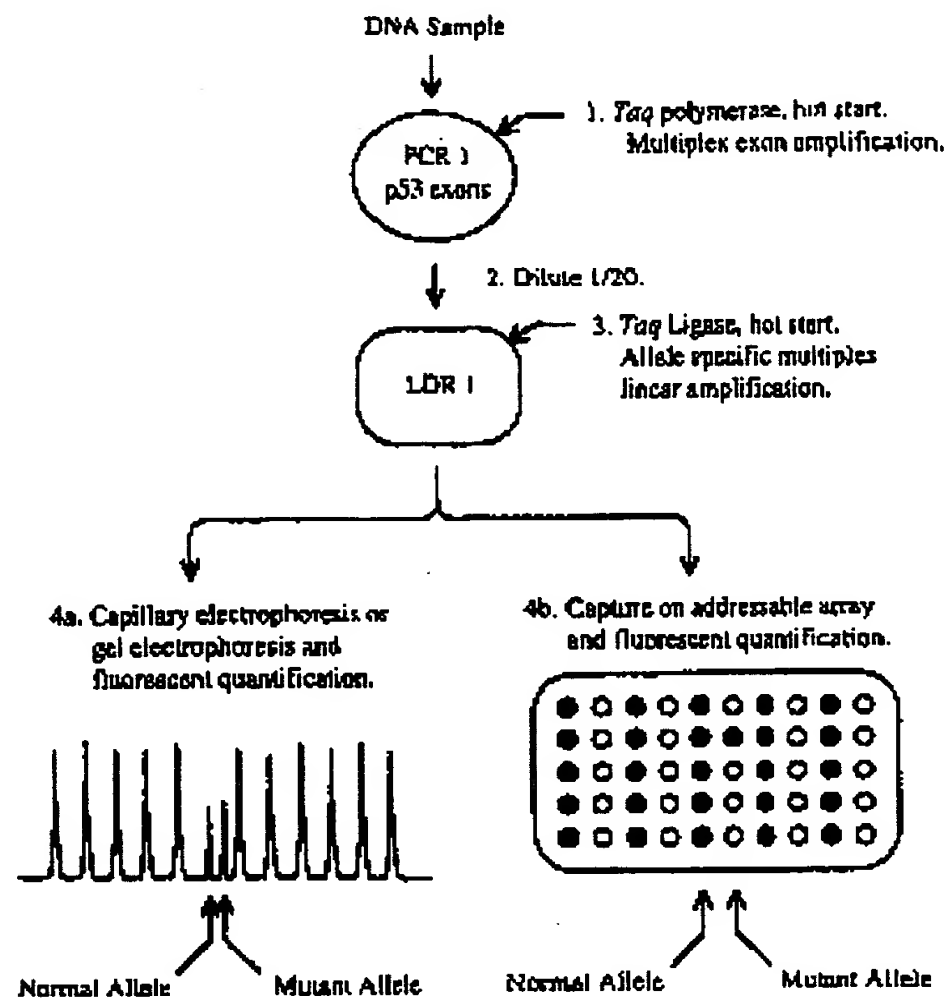 DNA Sample
1. Taq polymerase, hot start.
Multiplex exon amplification.
PCR 1
p53 exons
2. Dilute 1/20.
3. Taq Ligase, hot start.
Allele specific multiples
linear amplification.
LDR 1
4a. Capillary electrophoresis or
gel electrophoresis and
fluorescent quantification.
4b. Capture on addressable array
and fluorescent quantification.
Normal Allele
Mutant Allele
Normal Allele
Mutant Allele